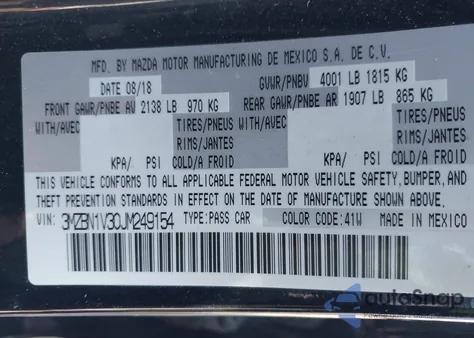 MFD. BY MAZDA MOTOR MANUFACTURING DE MEXICO S.A. DE C.V.
DATE 08/18 GVWR/PNBV 4001 LB 1815 KG
FRONT GAWR/PNBE AV 2138 LB 970 KG REAR GAWR/PNBE AR 1907 LB 865 KG
WITH/AVEC TIRES/PNEUS WITH/AVEC TIRES/PNEUS
RIMS/JANTES RIMS/JANTES
KPA/ PSI COLD/A FROID KPA/ PSI COLD/A FROID
THIS VEHICLE CONFORMS TO ALL APPLICABLE FEDERAL MOTOR VEHICLE SAFETY, BUMPER, AND
THEFT PREVENTION STANDARDS IN EFFECT ON THE DATE OF MANUFACTURE SHOWN ABOVE.
VIN: 3MZBN1V30JM249154 TYPE: PASS CAR COLOR CODE: 41W MADE IN MEXICO
autoSnap